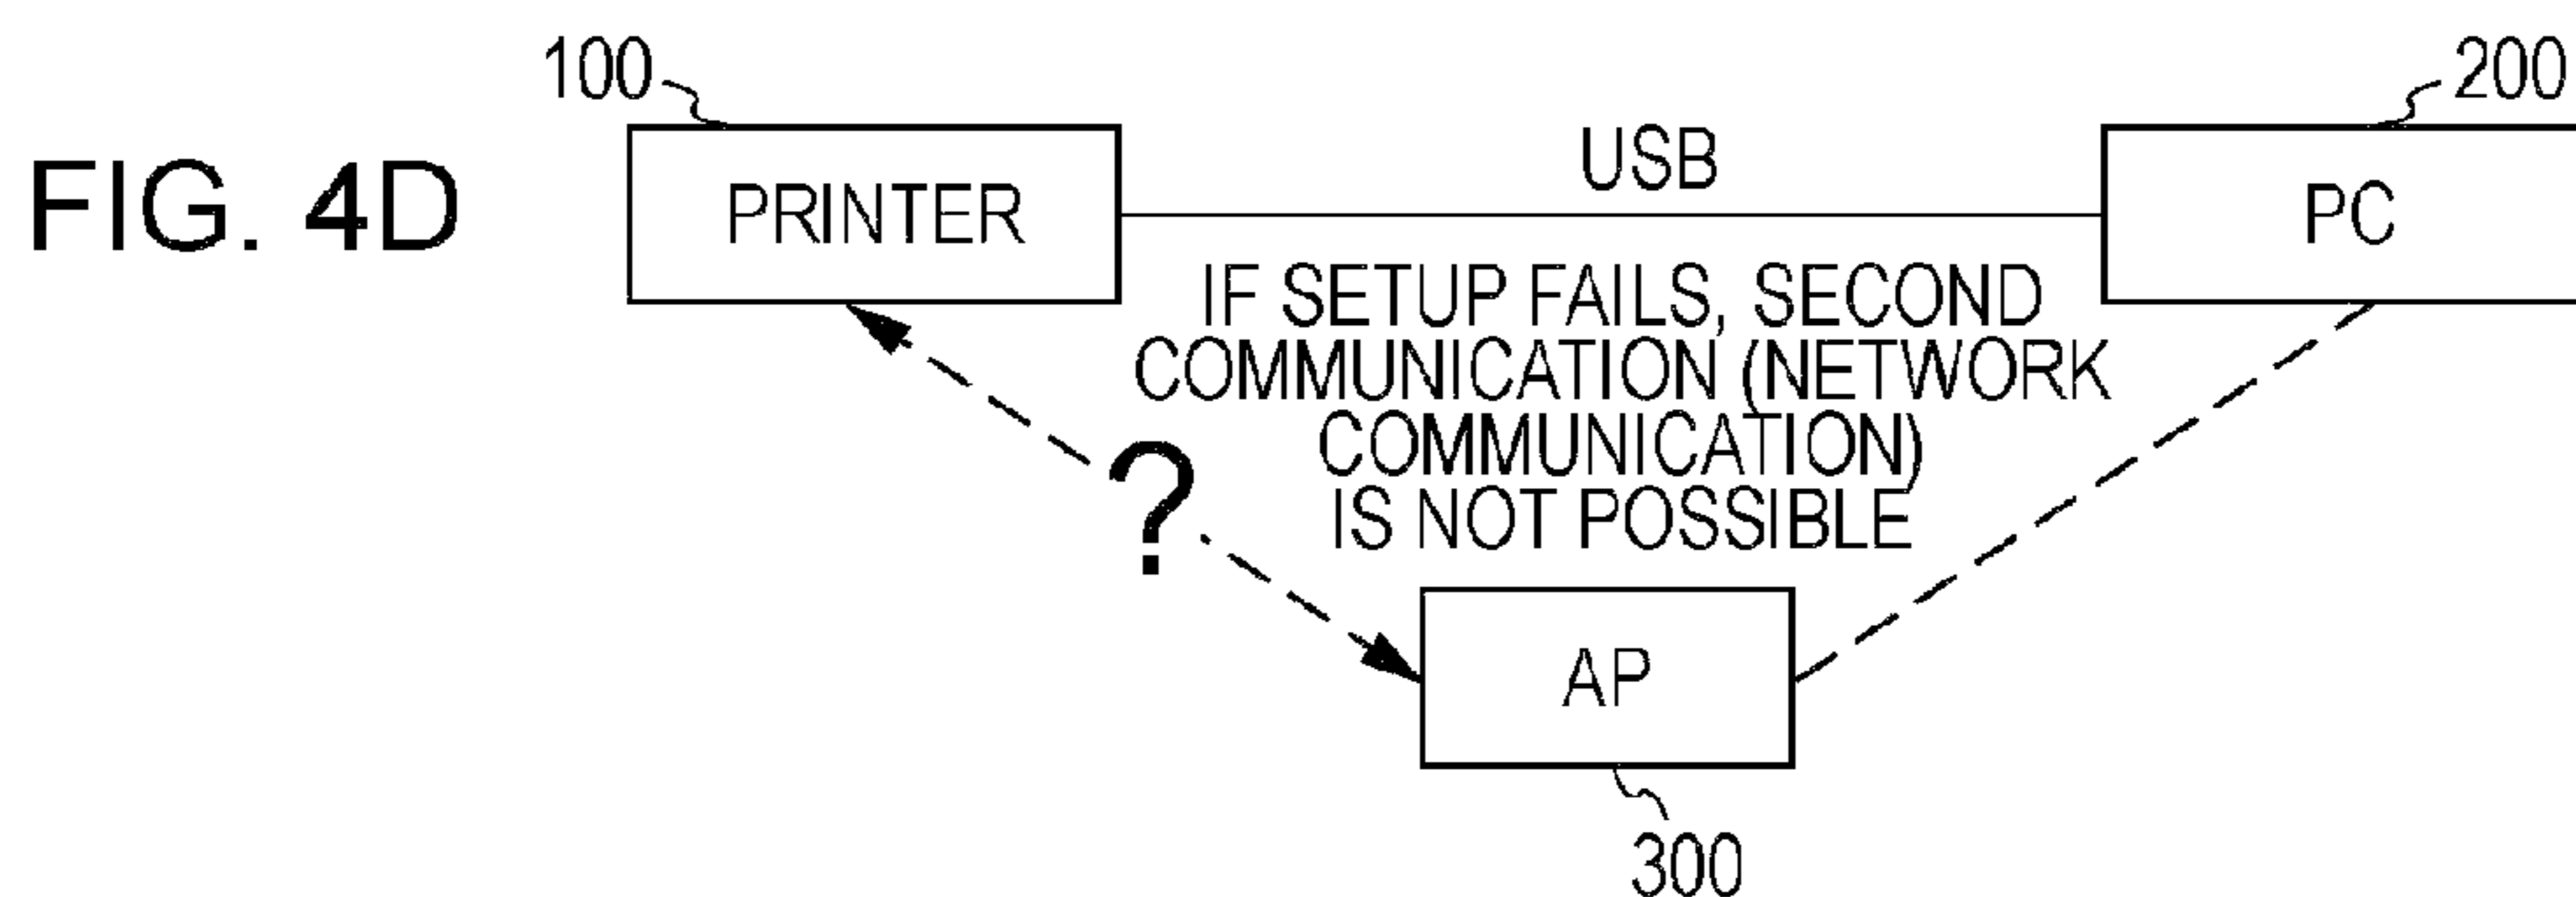 100
200
USB
FIG. 4D
PRINTER
PC
IF SETUP FAILS, SECOND
COMMUNICATION (NETWORK
COMMUNICATION)
IS NOT POSSIBLE
?
AP
300